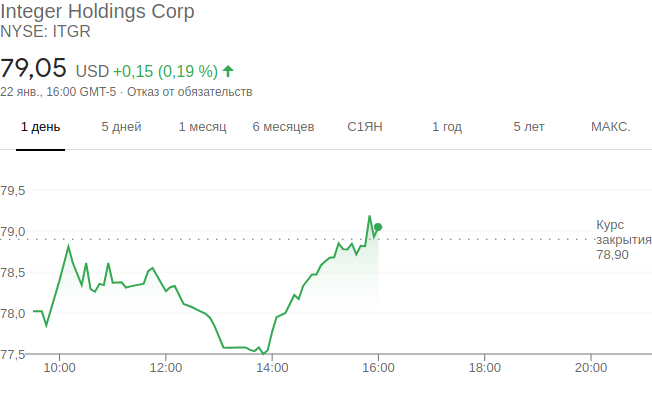 Integer Holdings Corp
NYSE: ITGR
79,05 USD +0,15 (0,19 %)
22 янв., 16:00 GMT-5 · Отказ от обязательств
1 день 5 дней 1 месяц 6 месяцев С1ЯН 1 год 5 лет МАКС.
79,5
79,0
78,5
78,0
77,5
Курс
закрытия
78,90
10:00 12:00 14:00 16:00 18:00 20:00